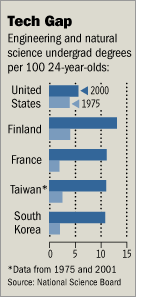 Tech Gap
Engineering and natural
science undergrad degrees
per 100 24-year-olds:
United
States
2000
1975
Finland
France
Taiwan*
South
Korea
0 5 10 15
*Data from 1975 and 2001
Source: National Science Board